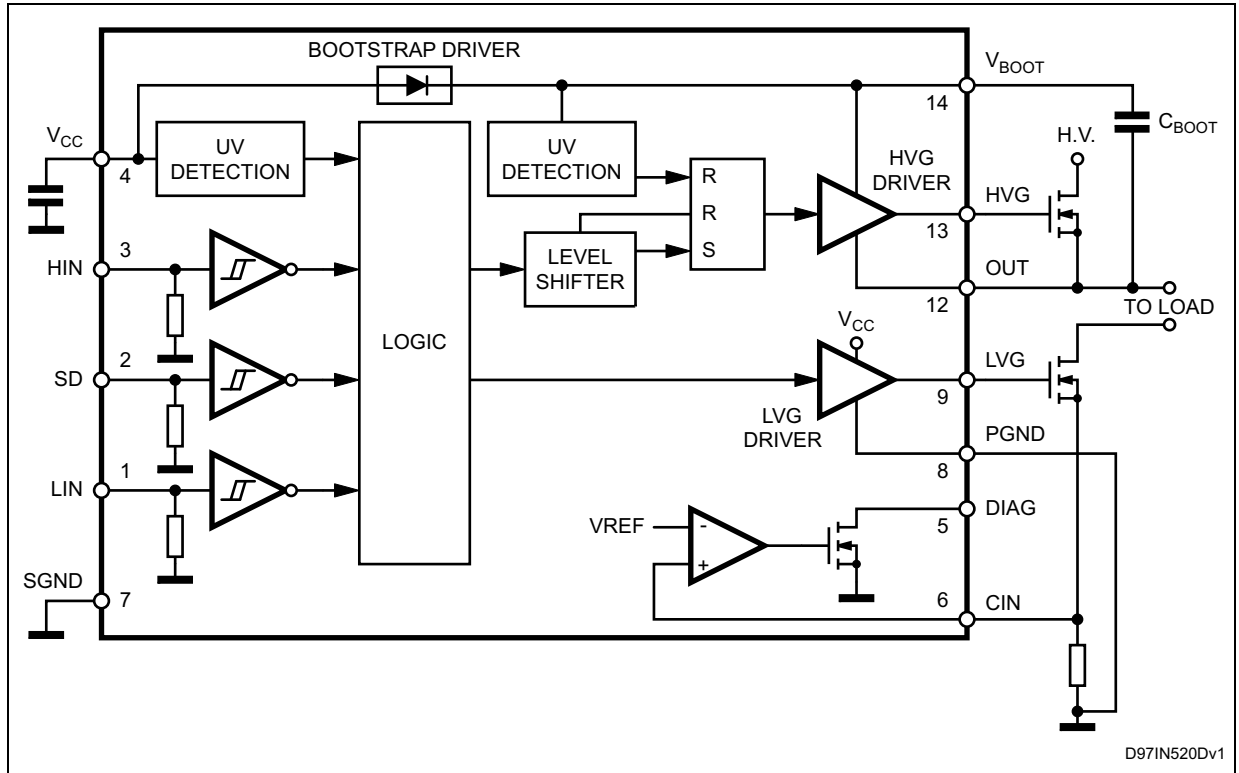 BOOTSTRAP DRIVER
VBOOT
14
CBOOT
VCC
4
UV
DETECTION
UV
DETECTION
H.V.
HVG
DRIVER
HVG
13
R
R
S
3
HIN
LEVEL
SHIFTER
OUT
12
TO LOAD
LOGIC
VCC
2
SD
LVG
9
LVG
DRIVER
PGND
8
1
LIN
DIAG
5
VREF
-
+
SGND
7
6
CIN
D97IN520Dv1